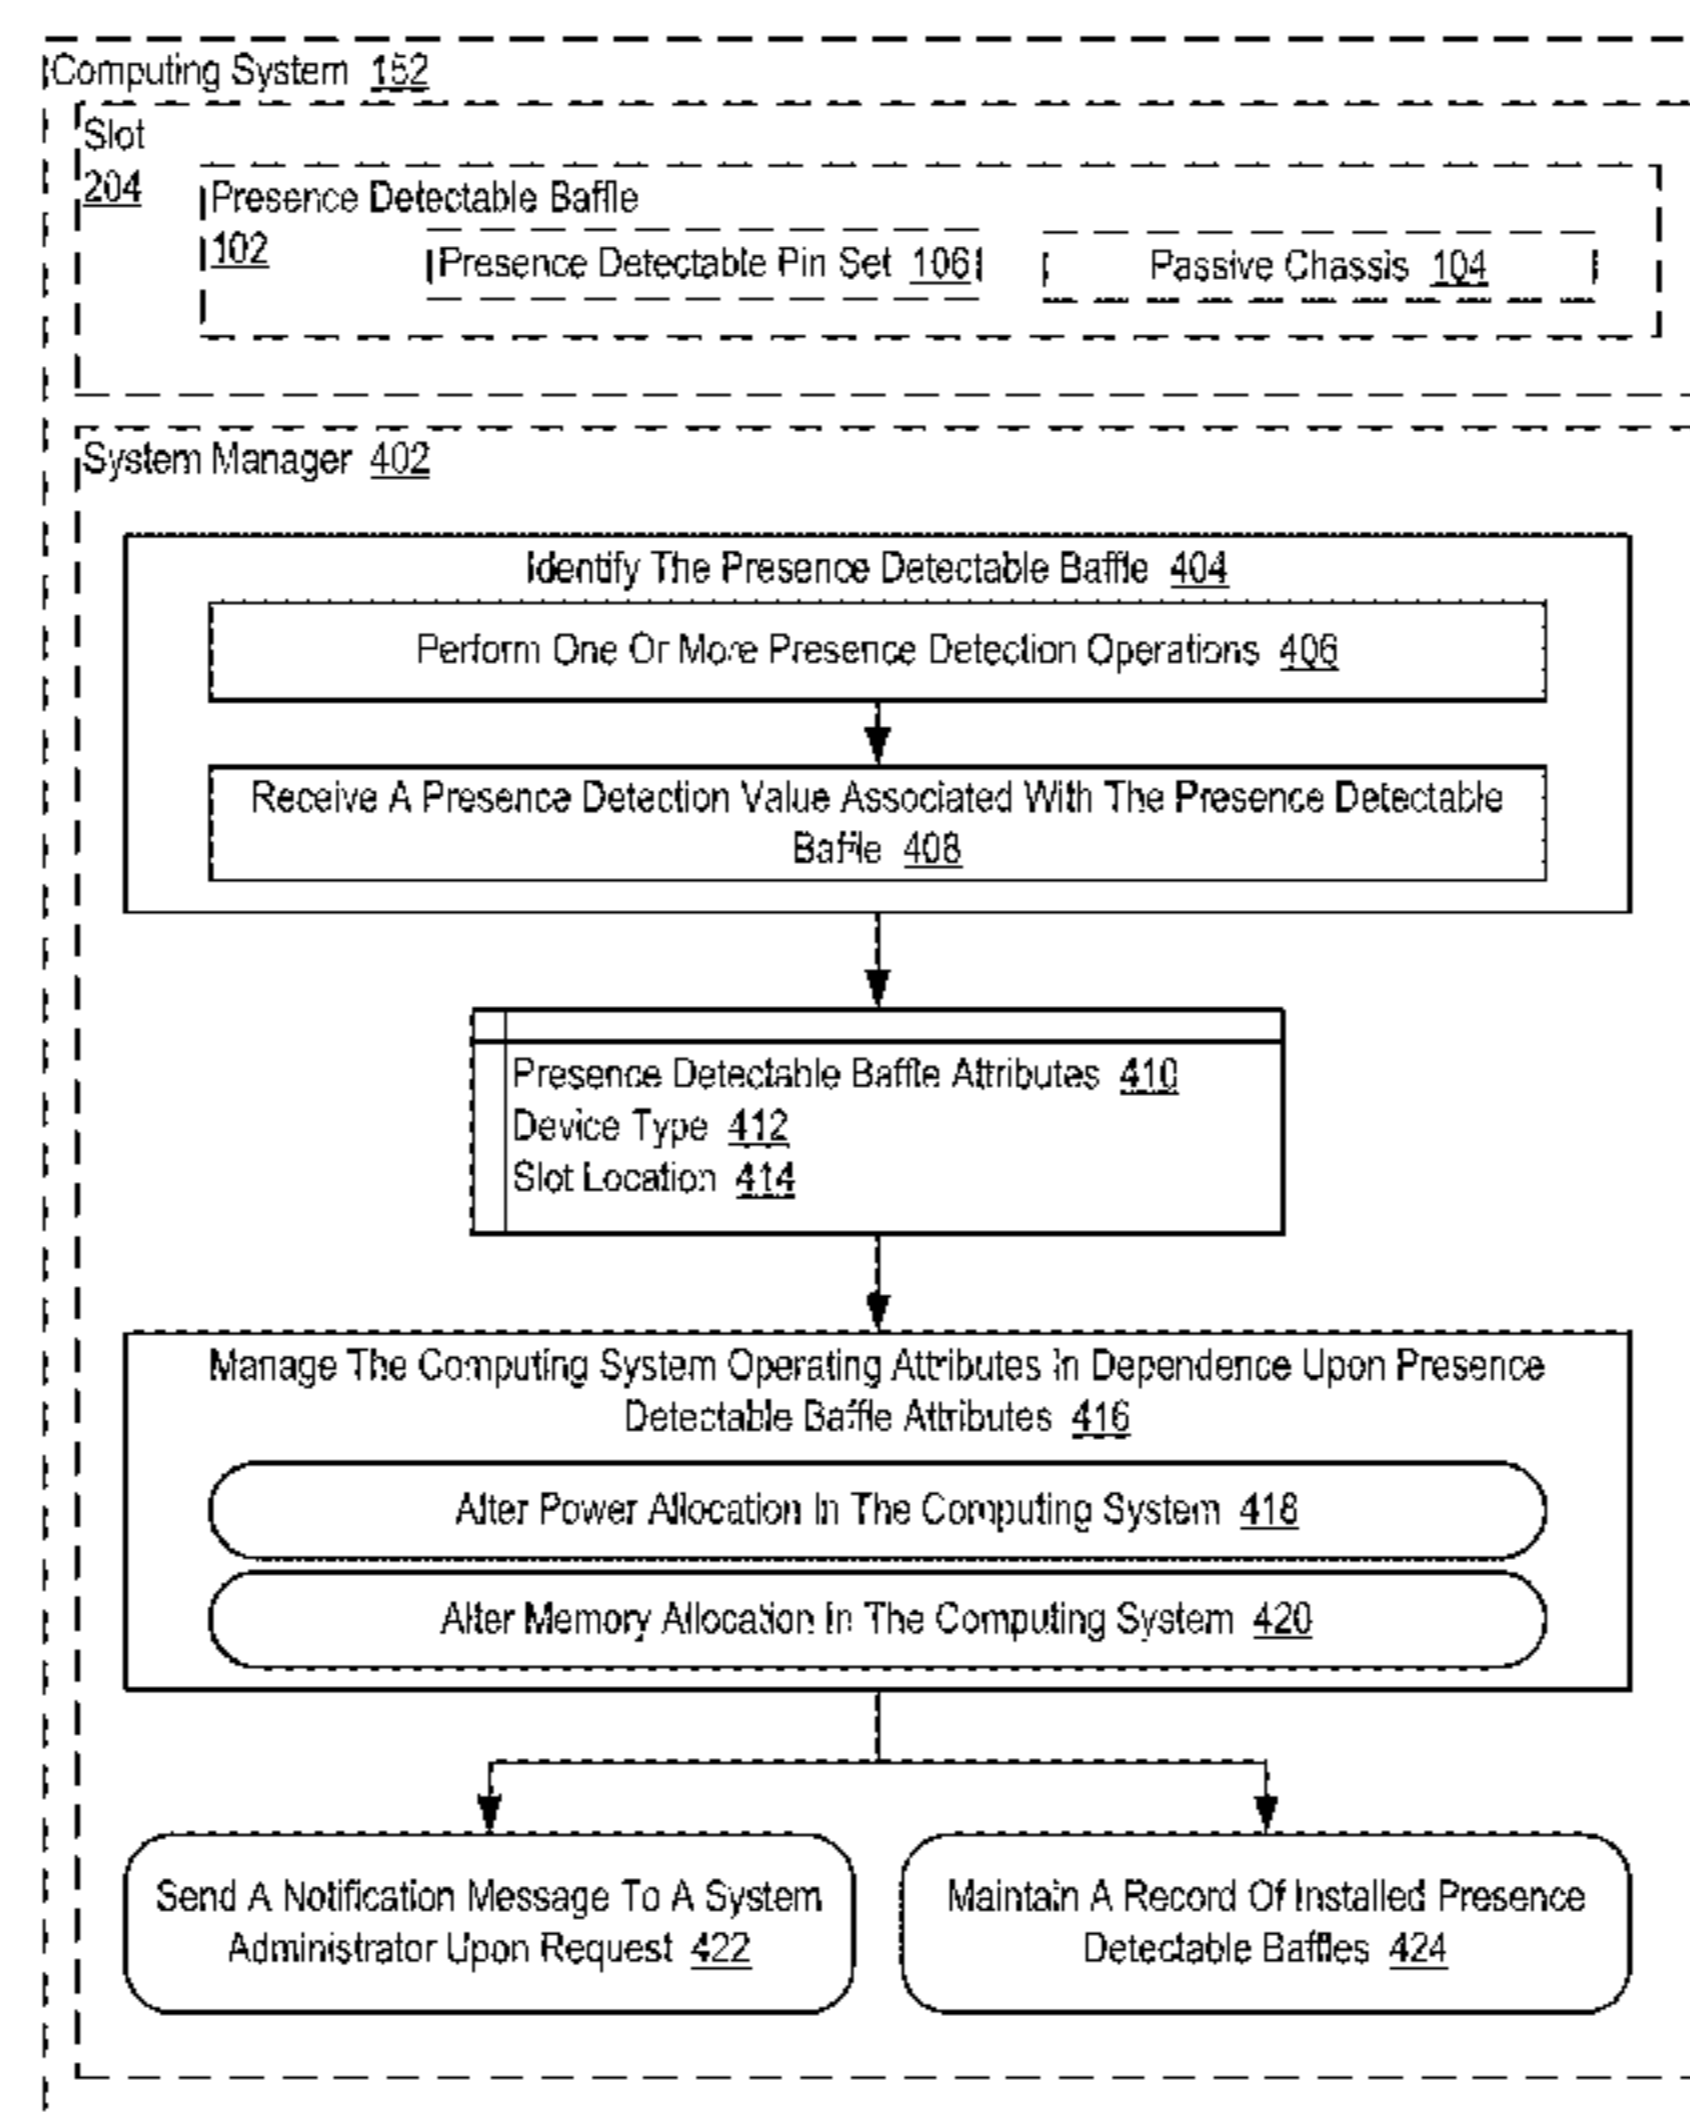 Computing System 152
Slot
204
Presence Detectable Baffle
102
Presence Detectable Pin Set 106
Passive Chassis 104
System Manager 402
Identify The Presence Detectable Baffle 404
Perform One Or More Presence Detection Operations 406
Receive A Presence Detection Value Associated With The Presence Detectable
Baffle 408
Presence Detectable Baffle Attributes 410
Device Type 412
Slot Location 414
Manage The Computing System Operating Attributes In Dependence Upon Presence
Detectable Baffle Attributes 416
Alter Power Allocation In The Computing System 418
Alter Memory Allocation In The Computing System 420
Send A Notification Message To A System
Administrator Upon Request 422
Maintain A Record Of Installed Presence
Detectable Baffles 424